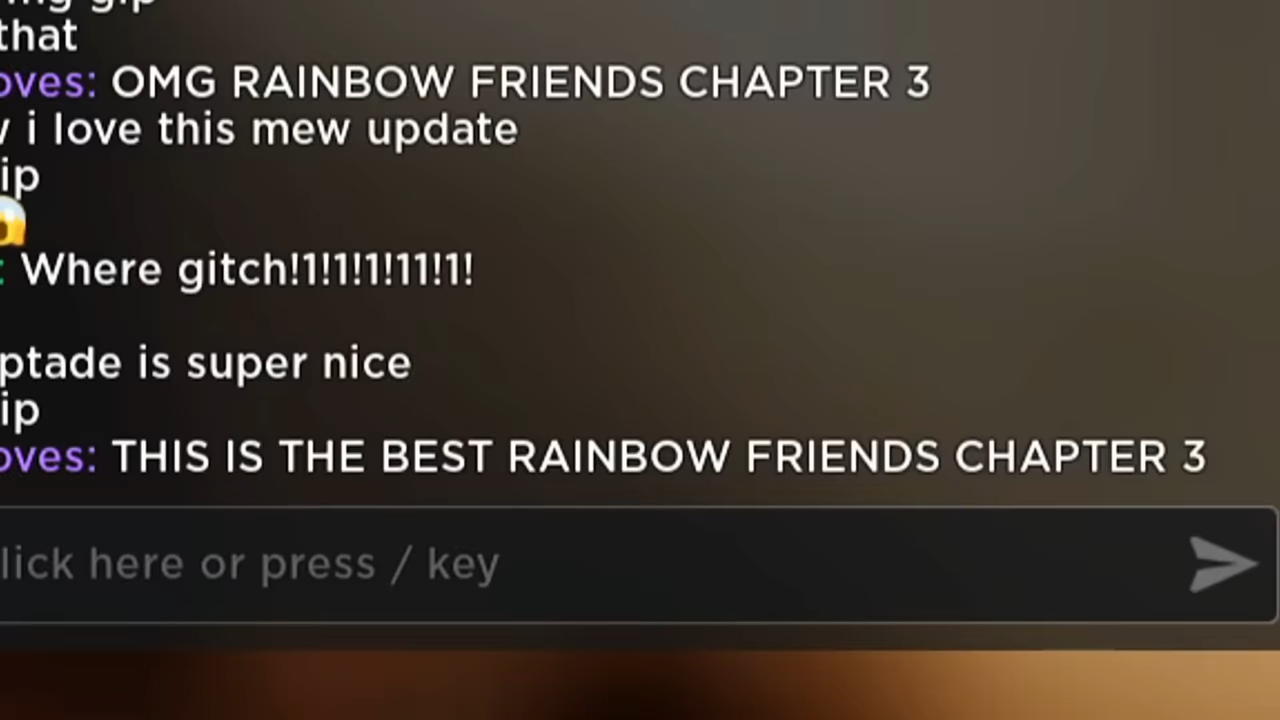 that
oves: OMG RAINBOW FRIENDS CHAPTER 3
i love this mew update
ip
: Where gitch!1!1!1!11!1!
ptade is super nice
ip
oves: THIS IS THE BEST RAINBOW FRIENDS CHAPTER 3
lick here or press / key